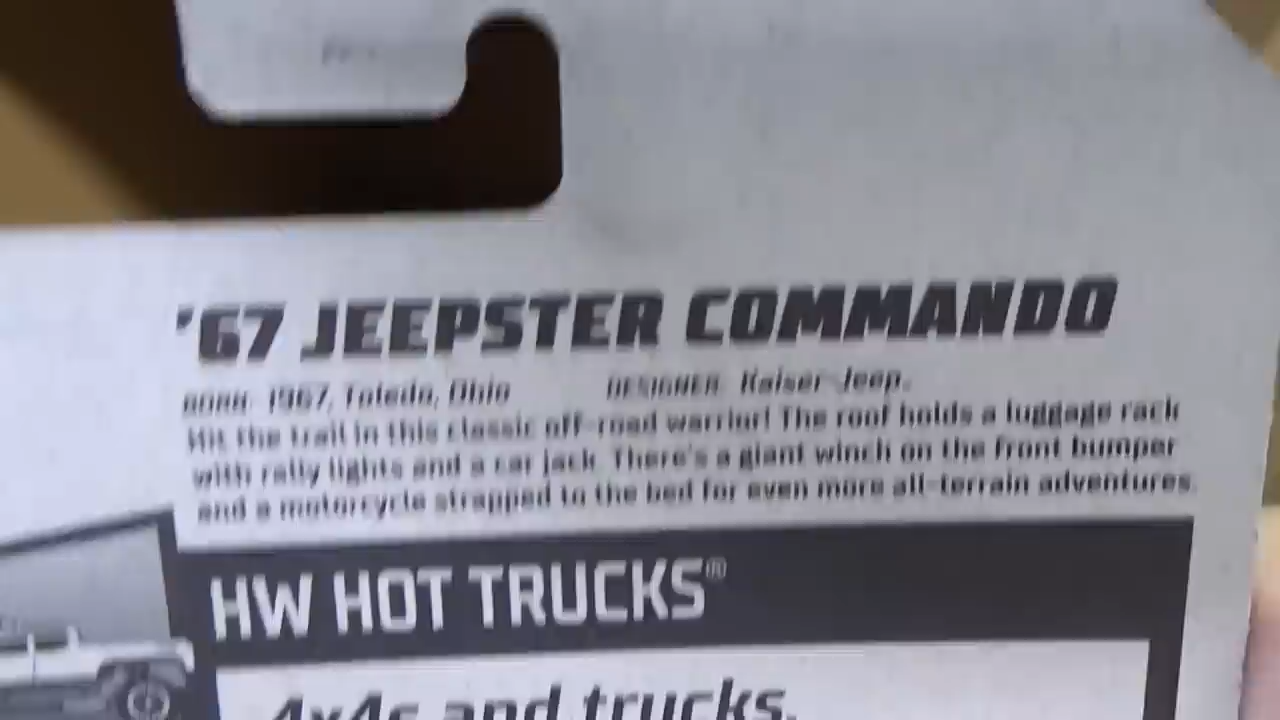 '67 JEEPSTER COMMANDO
BORN: 1967, Toledo, Ohio DESIGNER: Kaiser-Jeep.
Hit the trail in this classic off-road warrior! The roof holds a luggage rack
with rally lights and a car jack. There's a giant winch on the front bumper
and a motorcycle strapped to the bed for even more all-terrain adventures.
HW HOT TRUCKS®
4x4s and trucks.